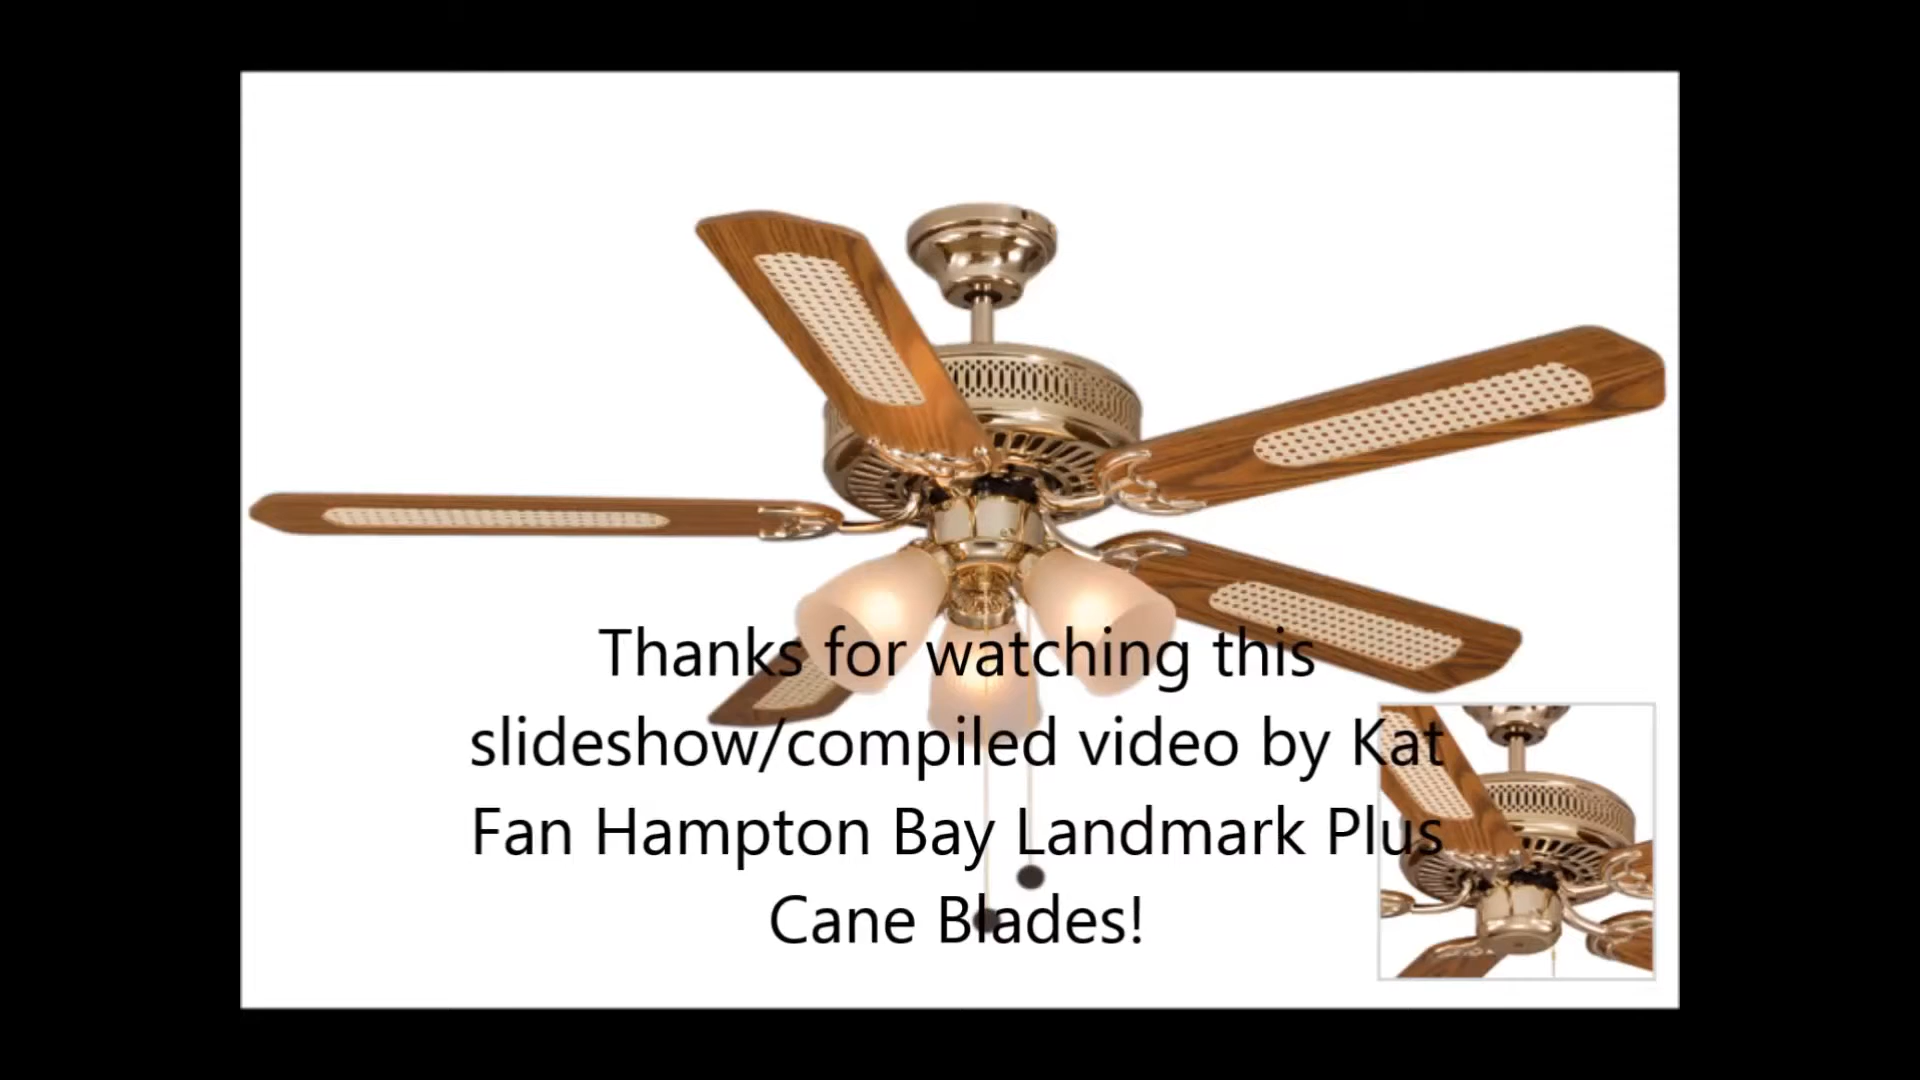 Thanks for watching this
slideshow/compiled video by Kat
Fan Hampton Bay Landmark Plus
Cane Blades!